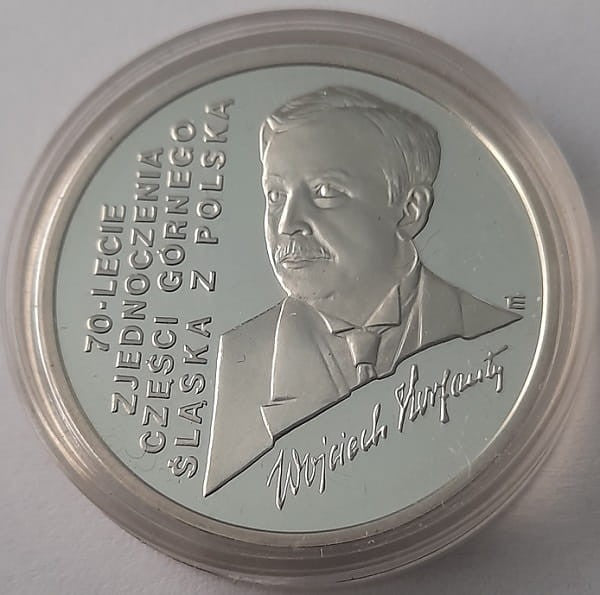 70-LECIE
ZJEDNOCZENIA
CZĘŚCI GÓRNEGO
ŚLĄSKA Z POLSKĄ
Wojciech Korfanty